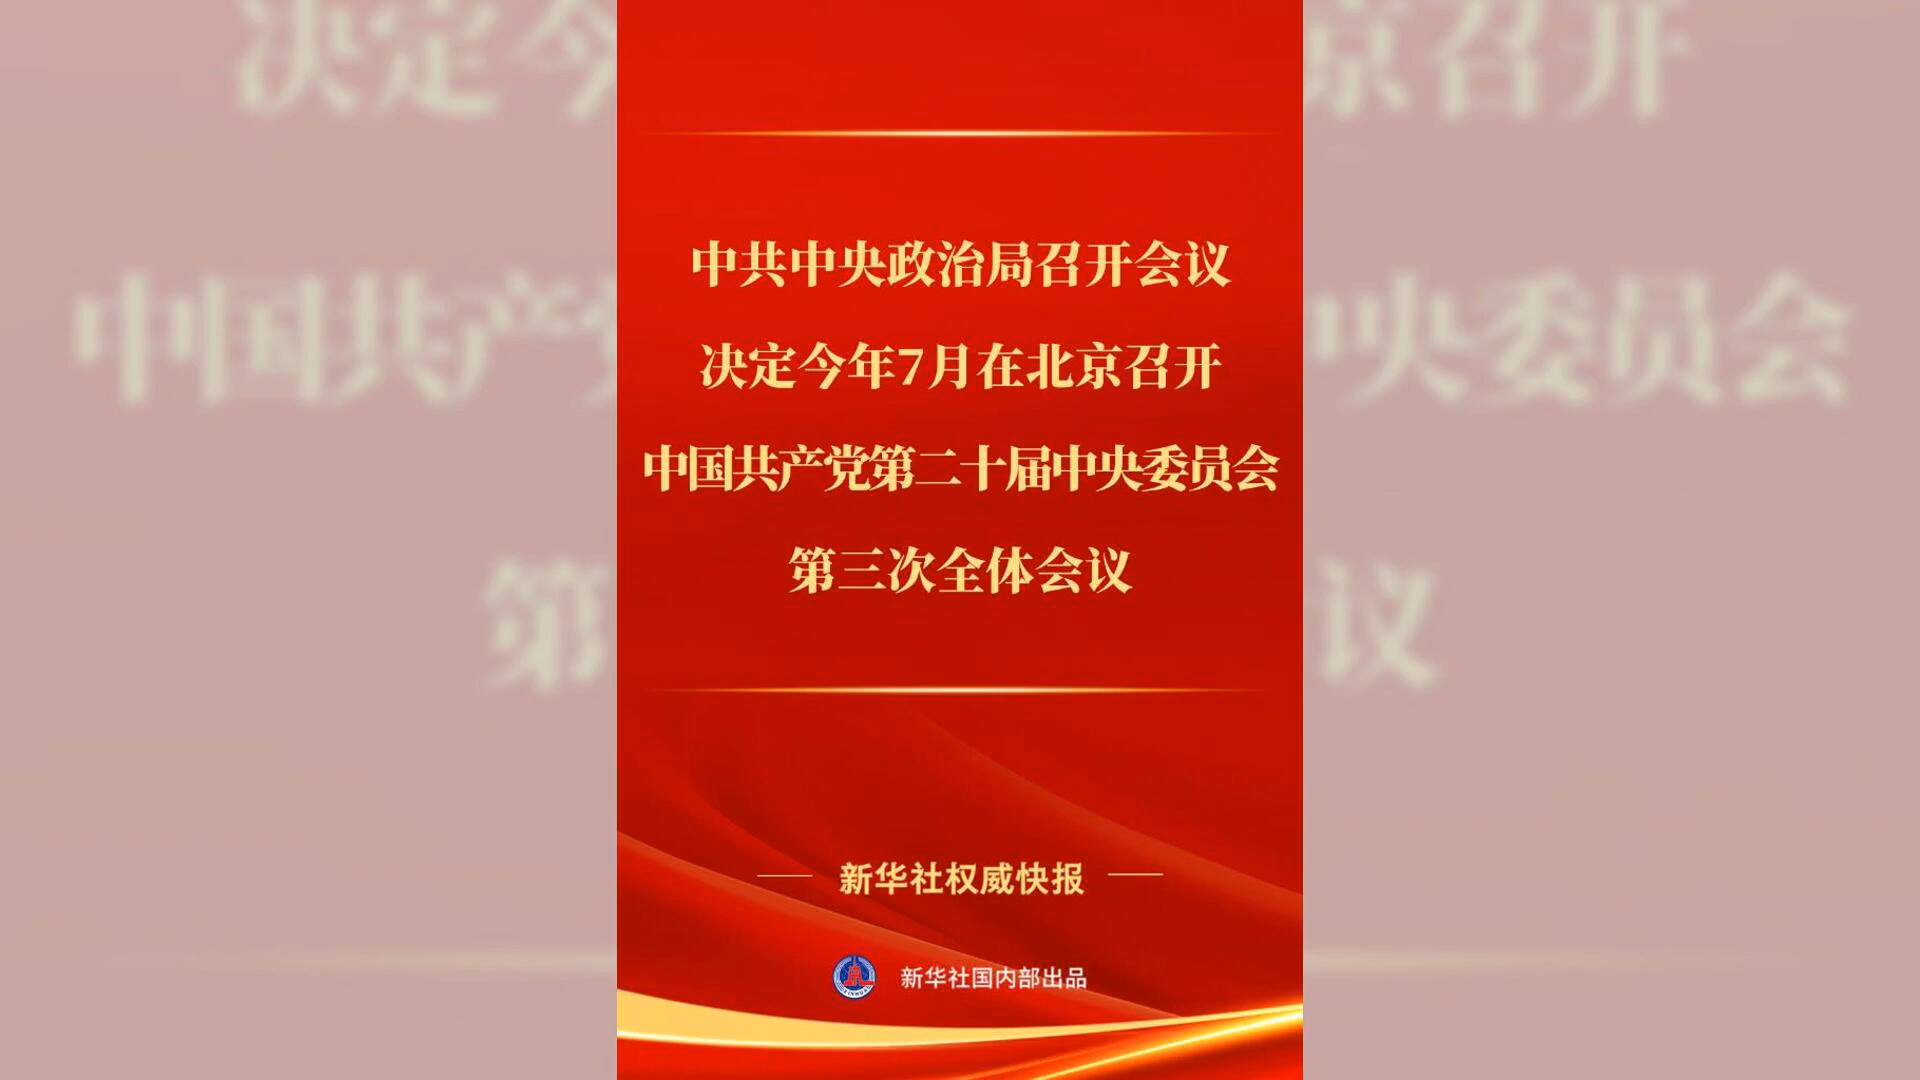 中共中央政治局召开会议
决定今年7月在北京召开
中国共产党第二十届中央委员会
第三次全体会议
新华社权威快报
新华社国内部出品